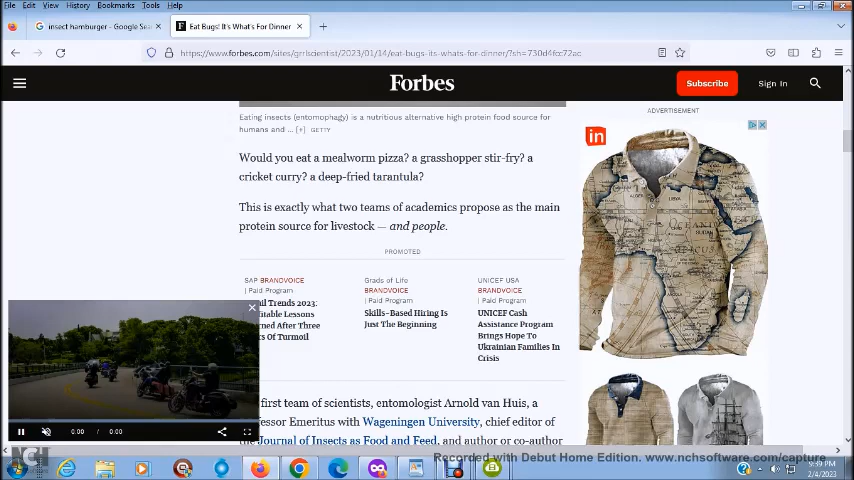 File Edit View History Bookmarks Tools Help
insect hamburger - Google Sea
Eat Bugs! It's What's For Dinner
https://www.forbes.com/sites/grrlscientist/2023/01/14/eat-bugs-its-whats-for-dinner/?sh=730d4fcc72ac
Forbes
Subscribe
Sign In
Eating insects (entomophagy) is a nutritious alternative high protein food source for
humans and ... [+] GETTY
ADVERTISEMENT
in
Would you eat a mealworm pizza? a grasshopper stir-fry? a
cricket curry? a deep-fried tarantula?
This is exactly what two teams of academics propose as the main
protein source for livestock — and people.
PROMOTED
SAP BRANDVOICE
| Paid Program
il Trends 2023:
itable Lessons
rned After Three
rs Of Turmoil
Grads of Life
BRANDVOICE
| Paid Program
Skills-Based Hiring Is
Just The Beginning
UNICEF USA
BRANDVOICE
| Paid Program
UNICEF Cash
Assistance Program
Brings Hope To
Ukrainian Families In
Crisis
SUDAN
0:00 / 0:00
first team of scientists, entomologist Arnold van Huis, a
fessor Emeritus with Wageningen University, chief editor of
the Journal of Insects as Food and Feed, and author or co-author
NCH
Recorded with Debut Home Edition. www.nchsoftware.com/capture
9:39 PM
2/4/2023